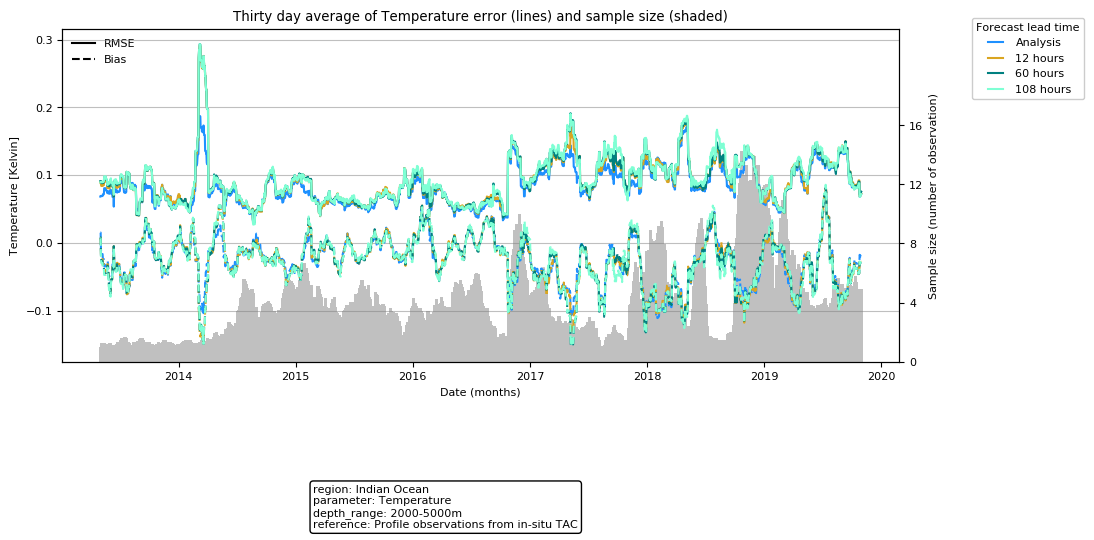 Thirty day average of Temperature error (lines) and sample size (shaded)
Forecast lead time
Analysis
12 hours
60 hours
108 hours
RMSE
Bias
Temperature [Kelvin]
0.3
0.2
0.1
0.0
−0.1
Sample size (number of observation)
16
12
8
4
0
2014
2015
2016
2017
2018
2019
2020
Date (months)
region: Indian Ocean
parameter: Temperature
depth_range: 2000-5000m
reference: Profile observations from in-situ TAC